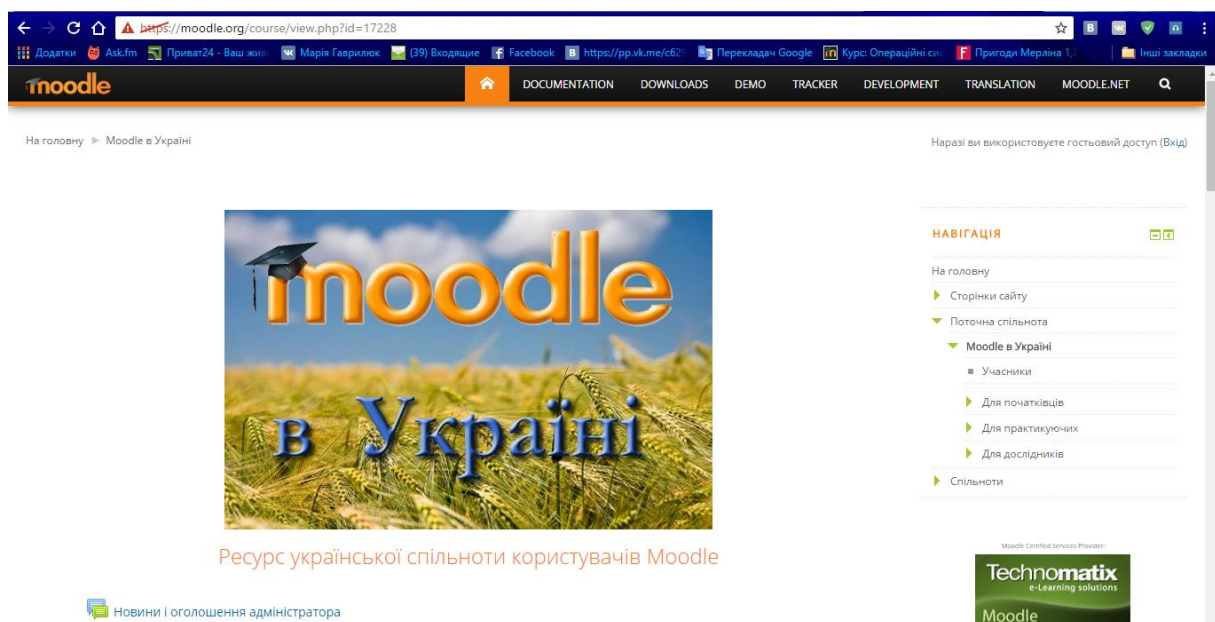 https://moodle.org/course/view.php?id=17228
Додатки Ask.fm Приват24 - Ваш жив Марія Гаврилюк (39) Входящие Facebook https://pp.vk.me/c62 Перекладач Google Курс: Операційні сис Пригоди Мерліна 1, Інші закладки
moodle DOCUMENTATION DOWNLOADS DEMO TRACKER DEVELOPMENT TRANSLATION MOODLE.NET
На головну Moodle в Україні
Наразі ви використовуєте гостьовий доступ (Вхід)
moodle
в Україні
Ресурс української спільноти користувачів Moodle
Новини і оголошення адміністратора
НАВІГАЦІЯ
На головну
Сторінки сайту
Поточна спільнота
Moodle в Україні
Учасники
Для початківців
Для практикуючих
Для дослідників
Спільноти
Moodle Certified Services Provider:
Technomatix
e-Learning solutions
Moodle